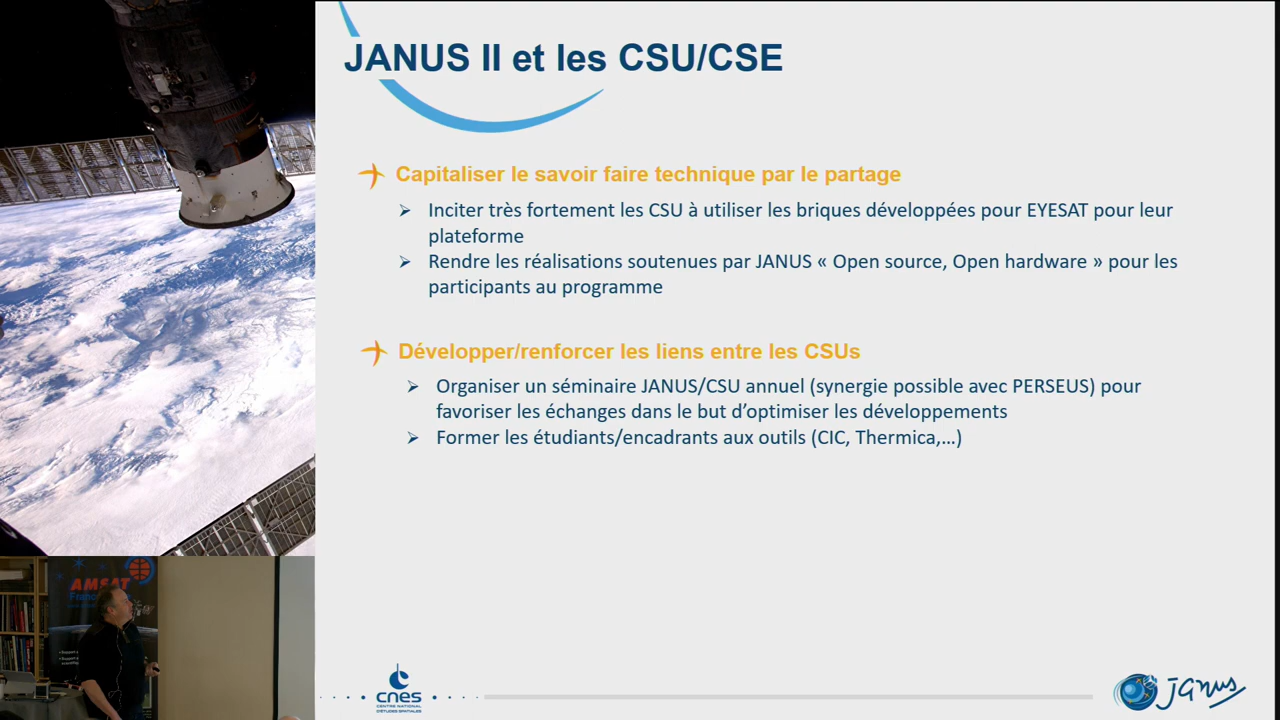 JANUS II et les CSU/CSE
Capitaliser le savoir faire technique par le partage
Inciter très fortement les CSU à utiliser les briques développées pour EYESAT pour leur
plateforme
Rendre les réalisations soutenues par JANUS « Open source, Open hardware » pour les
participants au programme
Développer/renforcer les liens entre les CSUs
Organiser un séminaire JANUS/CSU annuel (synergie possible avec PERSEUS) pour
favoriser les échanges dans le but d’optimiser les développements
Former les étudiants/encadrants aux outils (CIC, Thermica,…)
AMSAT
France
cnes
CENTRE NATIONAL
D'ÉTUDES SPATIALES
janus